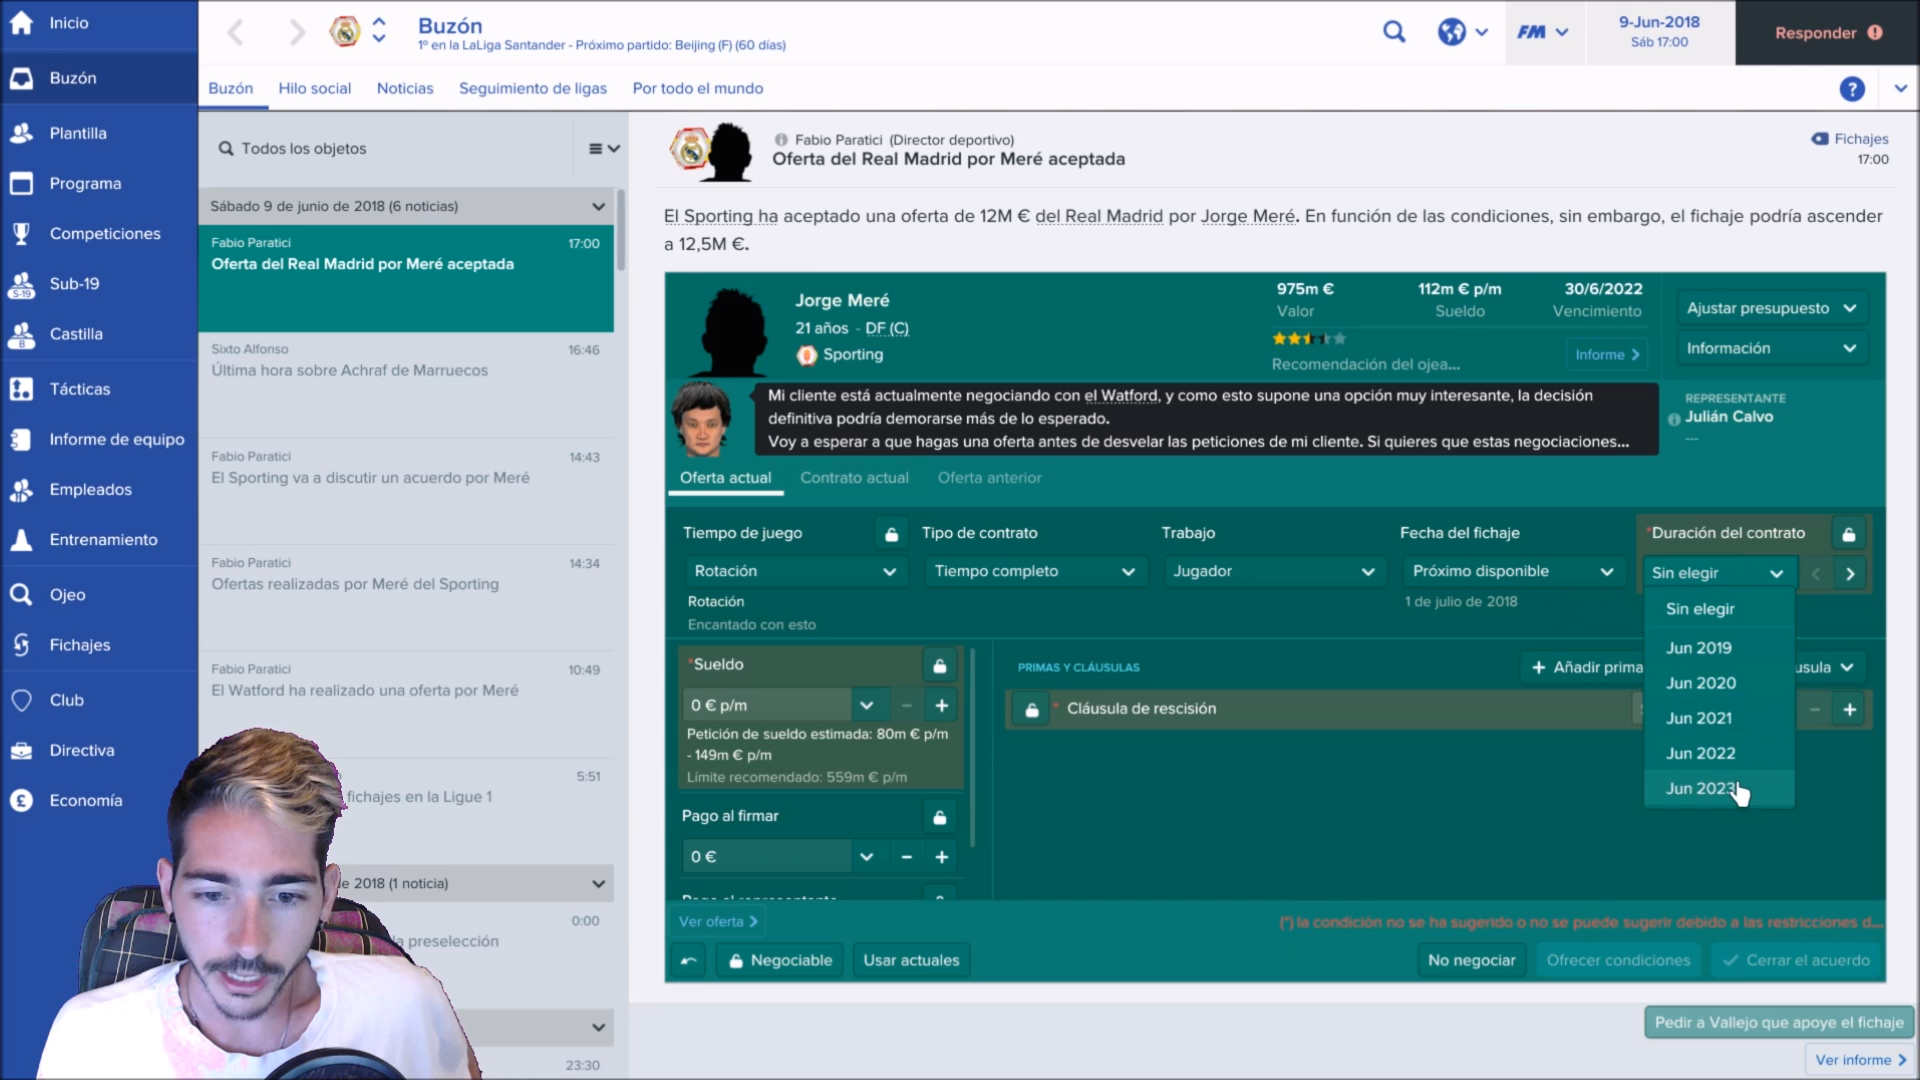 Inicio
Buzón
Plantilla
Programa
Competiciones
Sub-19
Castilla
Tácticas
Informe de equipo
Empleados
Entrenamiento
Ojeo
Fichajes
Club
Directiva
Economía
Buzón
1º en la LaLiga Santander - Próximo partido: Beijing (F) (60 días)
FM
9-Jun-2018
Sáb 17:00
Responder
Buzón Hilo social Noticias Seguimiento de ligas Por todo el mundo
Todos los objetos
Sábado 9 de junio de 2018 (6 noticias)
Fabio Paratici 17:00
Oferta del Real Madrid por Meré aceptada
Sixto Alfonso 16:46
Última hora sobre Achraf de Marruecos
Fabio Paratici 14:43
El Sporting va a discutir un acuerdo por Meré
Fabio Paratici 14:34
Ofertas realizadas por Meré del Sporting
Fabio Paratici 10:49
El Watford ha realizado una oferta por Meré
5:51
fichajes en la Ligue 1
e 2018 (1 noticia)
0:00
la preselección
23:30
Fabio Paratici (Director deportivo)
Oferta del Real Madrid por Meré aceptada
Fichajes
17:00
El Sporting ha aceptado una oferta de 12M € del Real Madrid por Jorge Meré. En función de las condiciones, sin embargo, el fichaje podría ascender
a 12,5M €.
Jorge Meré
21 años - DF (C)
Sporting
975m €
Valor
112m € p/m
Sueldo
30/6/2022
Vencimiento
Recomendación del ojea...
Informe
Ajustar presupuesto
Información
Mi cliente está actualmente negociando con el Watford, y como esto supone una opción muy interesante, la decisión
definitiva podría demorarse más de lo esperado.
Voy a esperar a que hagas una oferta antes de desvelar las peticiones de mi cliente. Si quieres que estas negociaciones...
REPRESENTANTE
Julián Calvo
---
Oferta actual Contrato actual Oferta anterior
Tiempo de juego
Rotación
Rotación
Encantado con esto
Tipo de contrato
Tiempo completo
Trabajo
Jugador
Fecha del fichaje
Próximo disponible
1 de julio de 2018
*Duración del contrato
Sin elegir
Sin elegir
Jun 2019
Jun 2020
Jun 2021
Jun 2022
Jun 2023
*Sueldo
0 € p/m
Petición de sueldo estimada: 80m € p/m
- 149m € p/m
Límite recomendado: 559m € p/m
Pago al firmar
0 €
PRIMAS Y CLÁUSULAS
+ Añadir prima
usula
* Cláusula de rescisión
Ver oferta
(*) la condición no se ha sugerido o no se puede sugerir debido a las restricciones d...
Negociable
Usar actuales
No negociar
Ofrecer condiciones
Cerrar el acuerdo
Pedir a Vallejo que apoye el fichaje
Ver informe